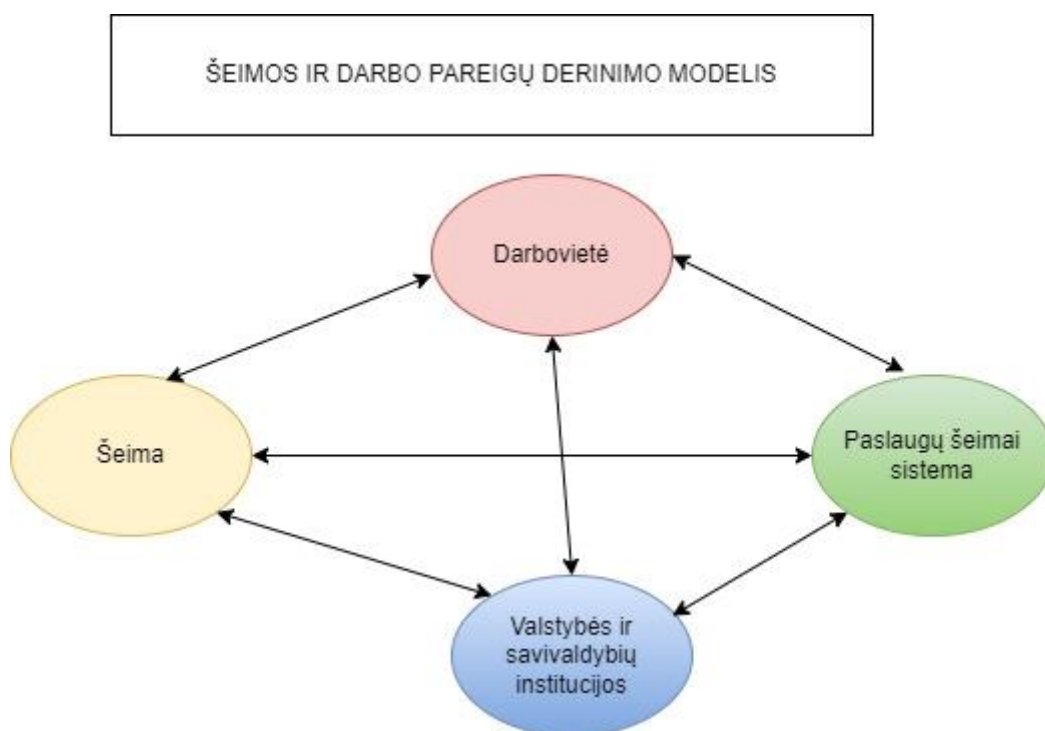 ŠEIMOS IR DARBO PAREIGŲ DERINIMO MODELIS
Darbovietė
Šeima
Paslaugų šeimai
sistema
Valstybės ir
savivaldybių
institucijos